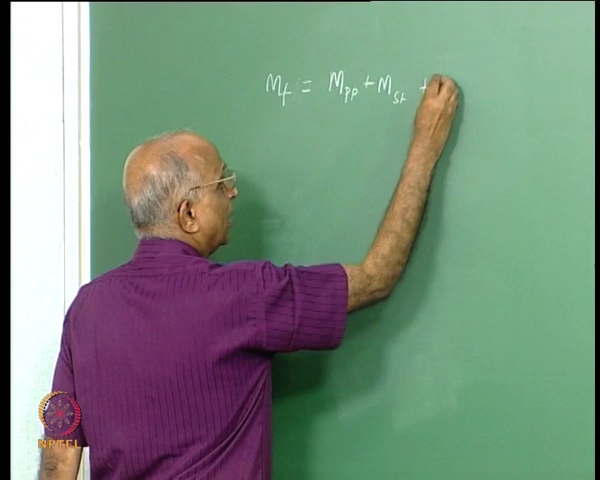 Mf = Mpp + Mst +
NPTEL